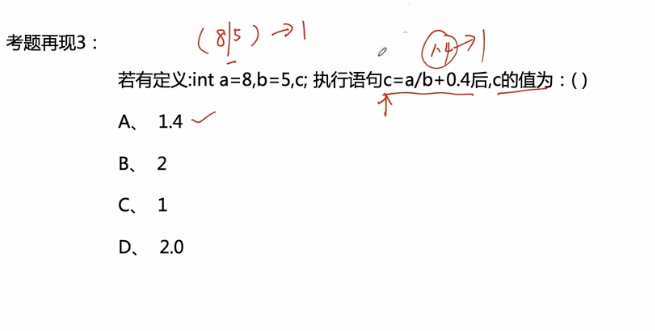 (8/5)→1
1.4→1
考题再现3：
若有定义:int a=8,b=5,c; 执行语句c=a/b+0.4后,c的值为：( )
A、 1.4
B、 2
C、 1
D、 2.0